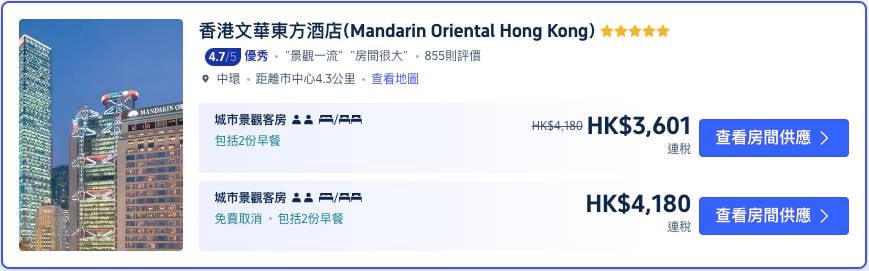 香港文華東方酒店(Mandarin Oriental Hong Kong)
4.7/5 優秀 • "景觀一流" "房間很大" • 855則評價
中環 • 距離市中心4.3公里 • 查看地圖
MANDARIN O
城市景觀客房 /
包括2份早餐
HK$4,180 HK$3,601
連稅
查看房間供應
城市景觀客房 /
免費取消 • 包括2份早餐
HK$4,180
連稅
查看房間供應